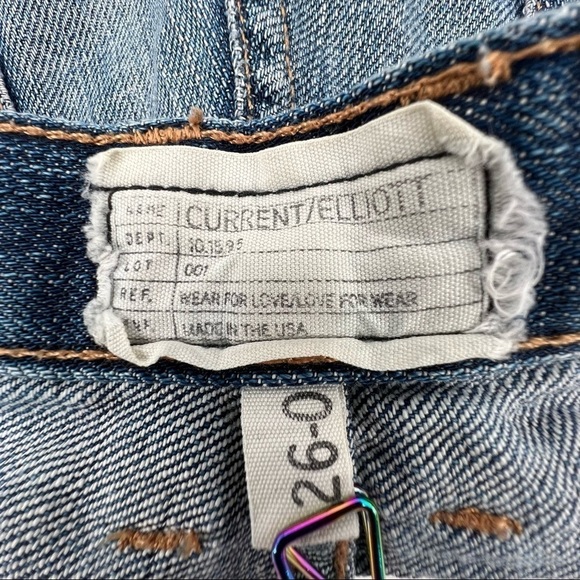 NAME CURRENT/ELLIOTT
DEPT. 10.15.95
LOT 001
REF. WEAR FOR LOVE/LOVE FOR WEAR
INF. MADE IN THE USA
26-0